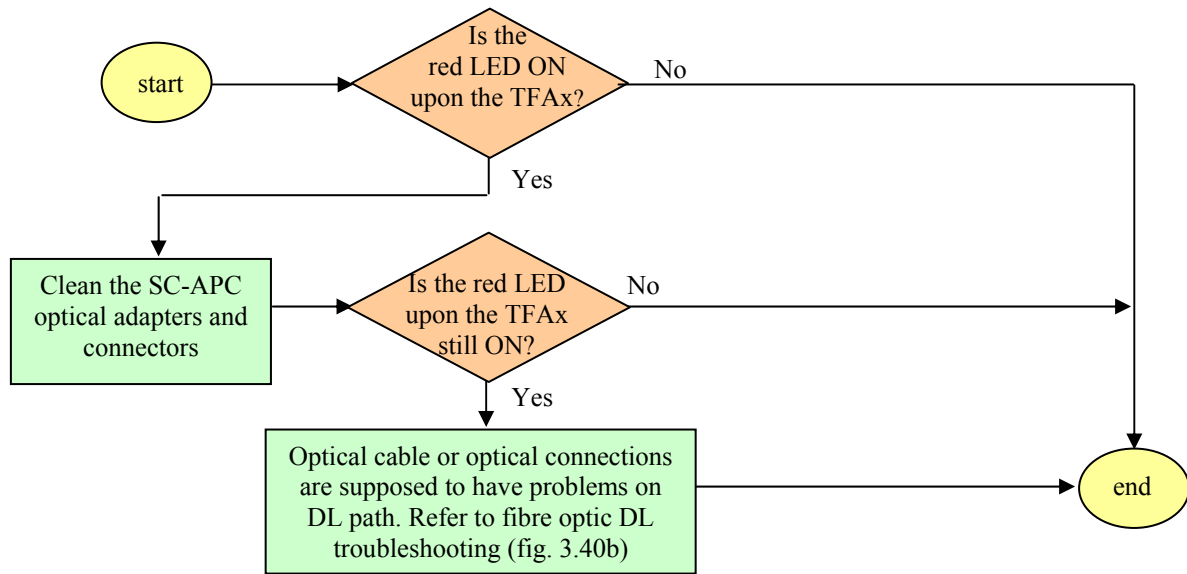 start
Is the
red LED ON
upon the TFAx?
No
Yes
Clean the SC-APC
optical adapters and
connectors
Is the red LED
upon the TFAx
still ON?
No
Yes
Optical cable or optical connections
are supposed to have problems on
DL path. Refer to fibre optic DL
troubleshooting (fig. 3.40b)
end